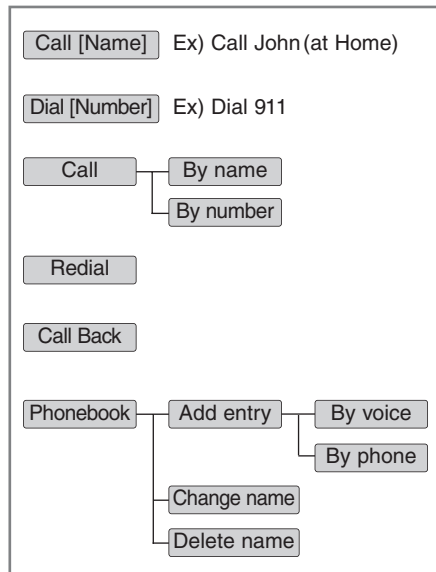 Call [Name] Ex) Call John (at Home)
Dial [Number] Ex) Dial 911
Call By name
By number
Redial
Call Back
Phonebook Add entry By voice
By phone
Change name
Delete name